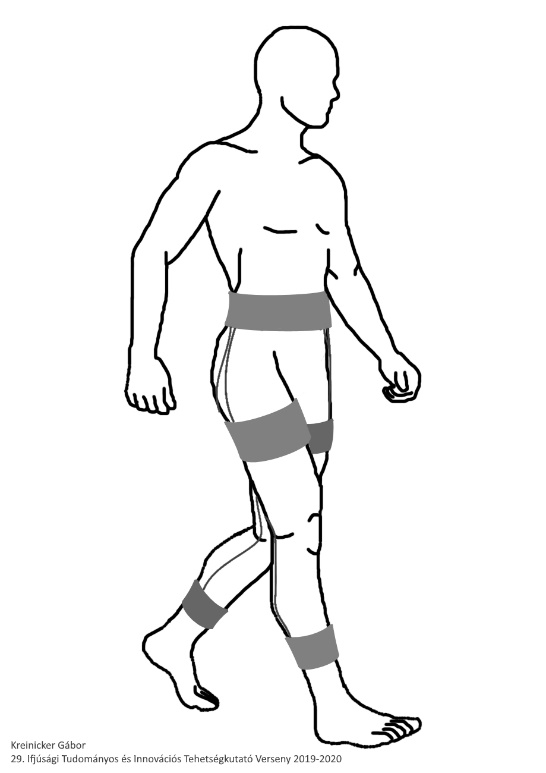 Kreinicker Gábor
29. Ifjúsági Tudományos és Innovációs Tehetségkutató Verseny 2019-2020